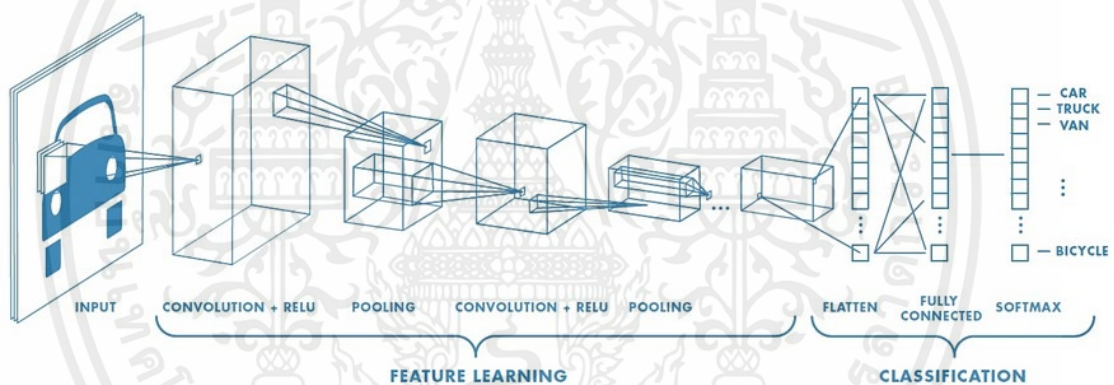 CAR
TRUCK
VAN
BICYCLE
INPUT
CONVOLUTION + RELU
POOLING
CONVOLUTION + RELU
POOLING
FLATTEN
FULLY
CONNECTED
SOFTMAX
FEATURE LEARNING
CLASSIFICATION